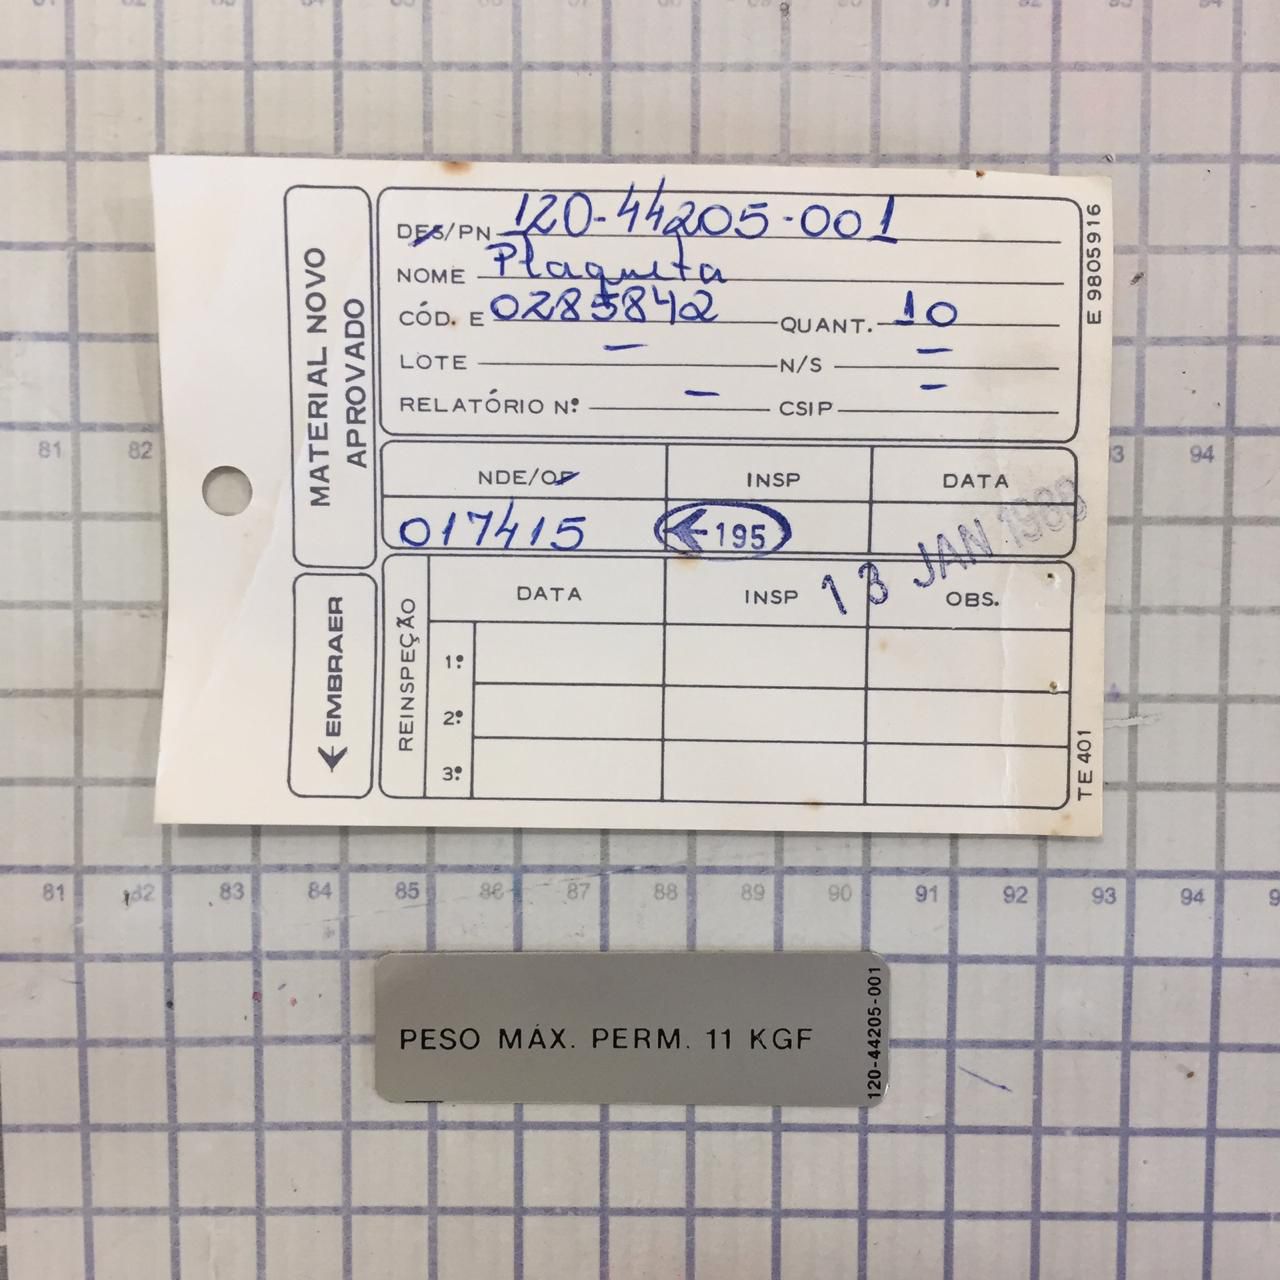 MATERIAL NOVO
APROVADO
EMBRAER
DES/PN 120-44205-001
NOME Plaqueta
CÓD. E 0285842 QUANT. 10
LOTE — N/S —
RELATÓRIO Nº — CSIP —
E 9805916
NDE/OF INSP DATA
017415 195
13 JAN 1988
REINSPEÇÃO
DATA INSP OBS.
1º
2º
3º
TE 401
81 82 93 94
81 82 83 84 85 86 87 88 89 90 91 92 93 94
PESO MÁX. PERM. 11 KGF
120-44205-001